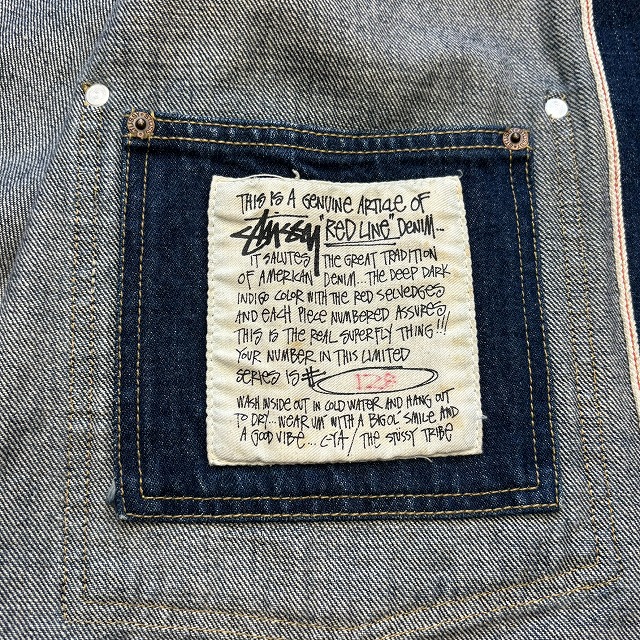 THIS IS A GENUINE ARTICLE OF
STÜSSY "RED LINE" DENIM...
IT SALUTES THE GREAT TRADITION
OF AMERICAN DENIM... THE DEEP DARK
INDIGO COLOR WITH THE RED SELVEDGES
AND EACH PIECE NUMBERED ASSURES
THIS IS THE REAL SUPERFLY THING!!!
YOUR NUMBER IN THIS LIMITED
SERIES IS #
WASH INSIDE OUT IN COLD WATER AND HANG OUT
TO DRY... WEAR UM' WITH A BIG OL' SMILE AND
A GOOD VIBE... C-YA / THE STÜSSY TRIBE